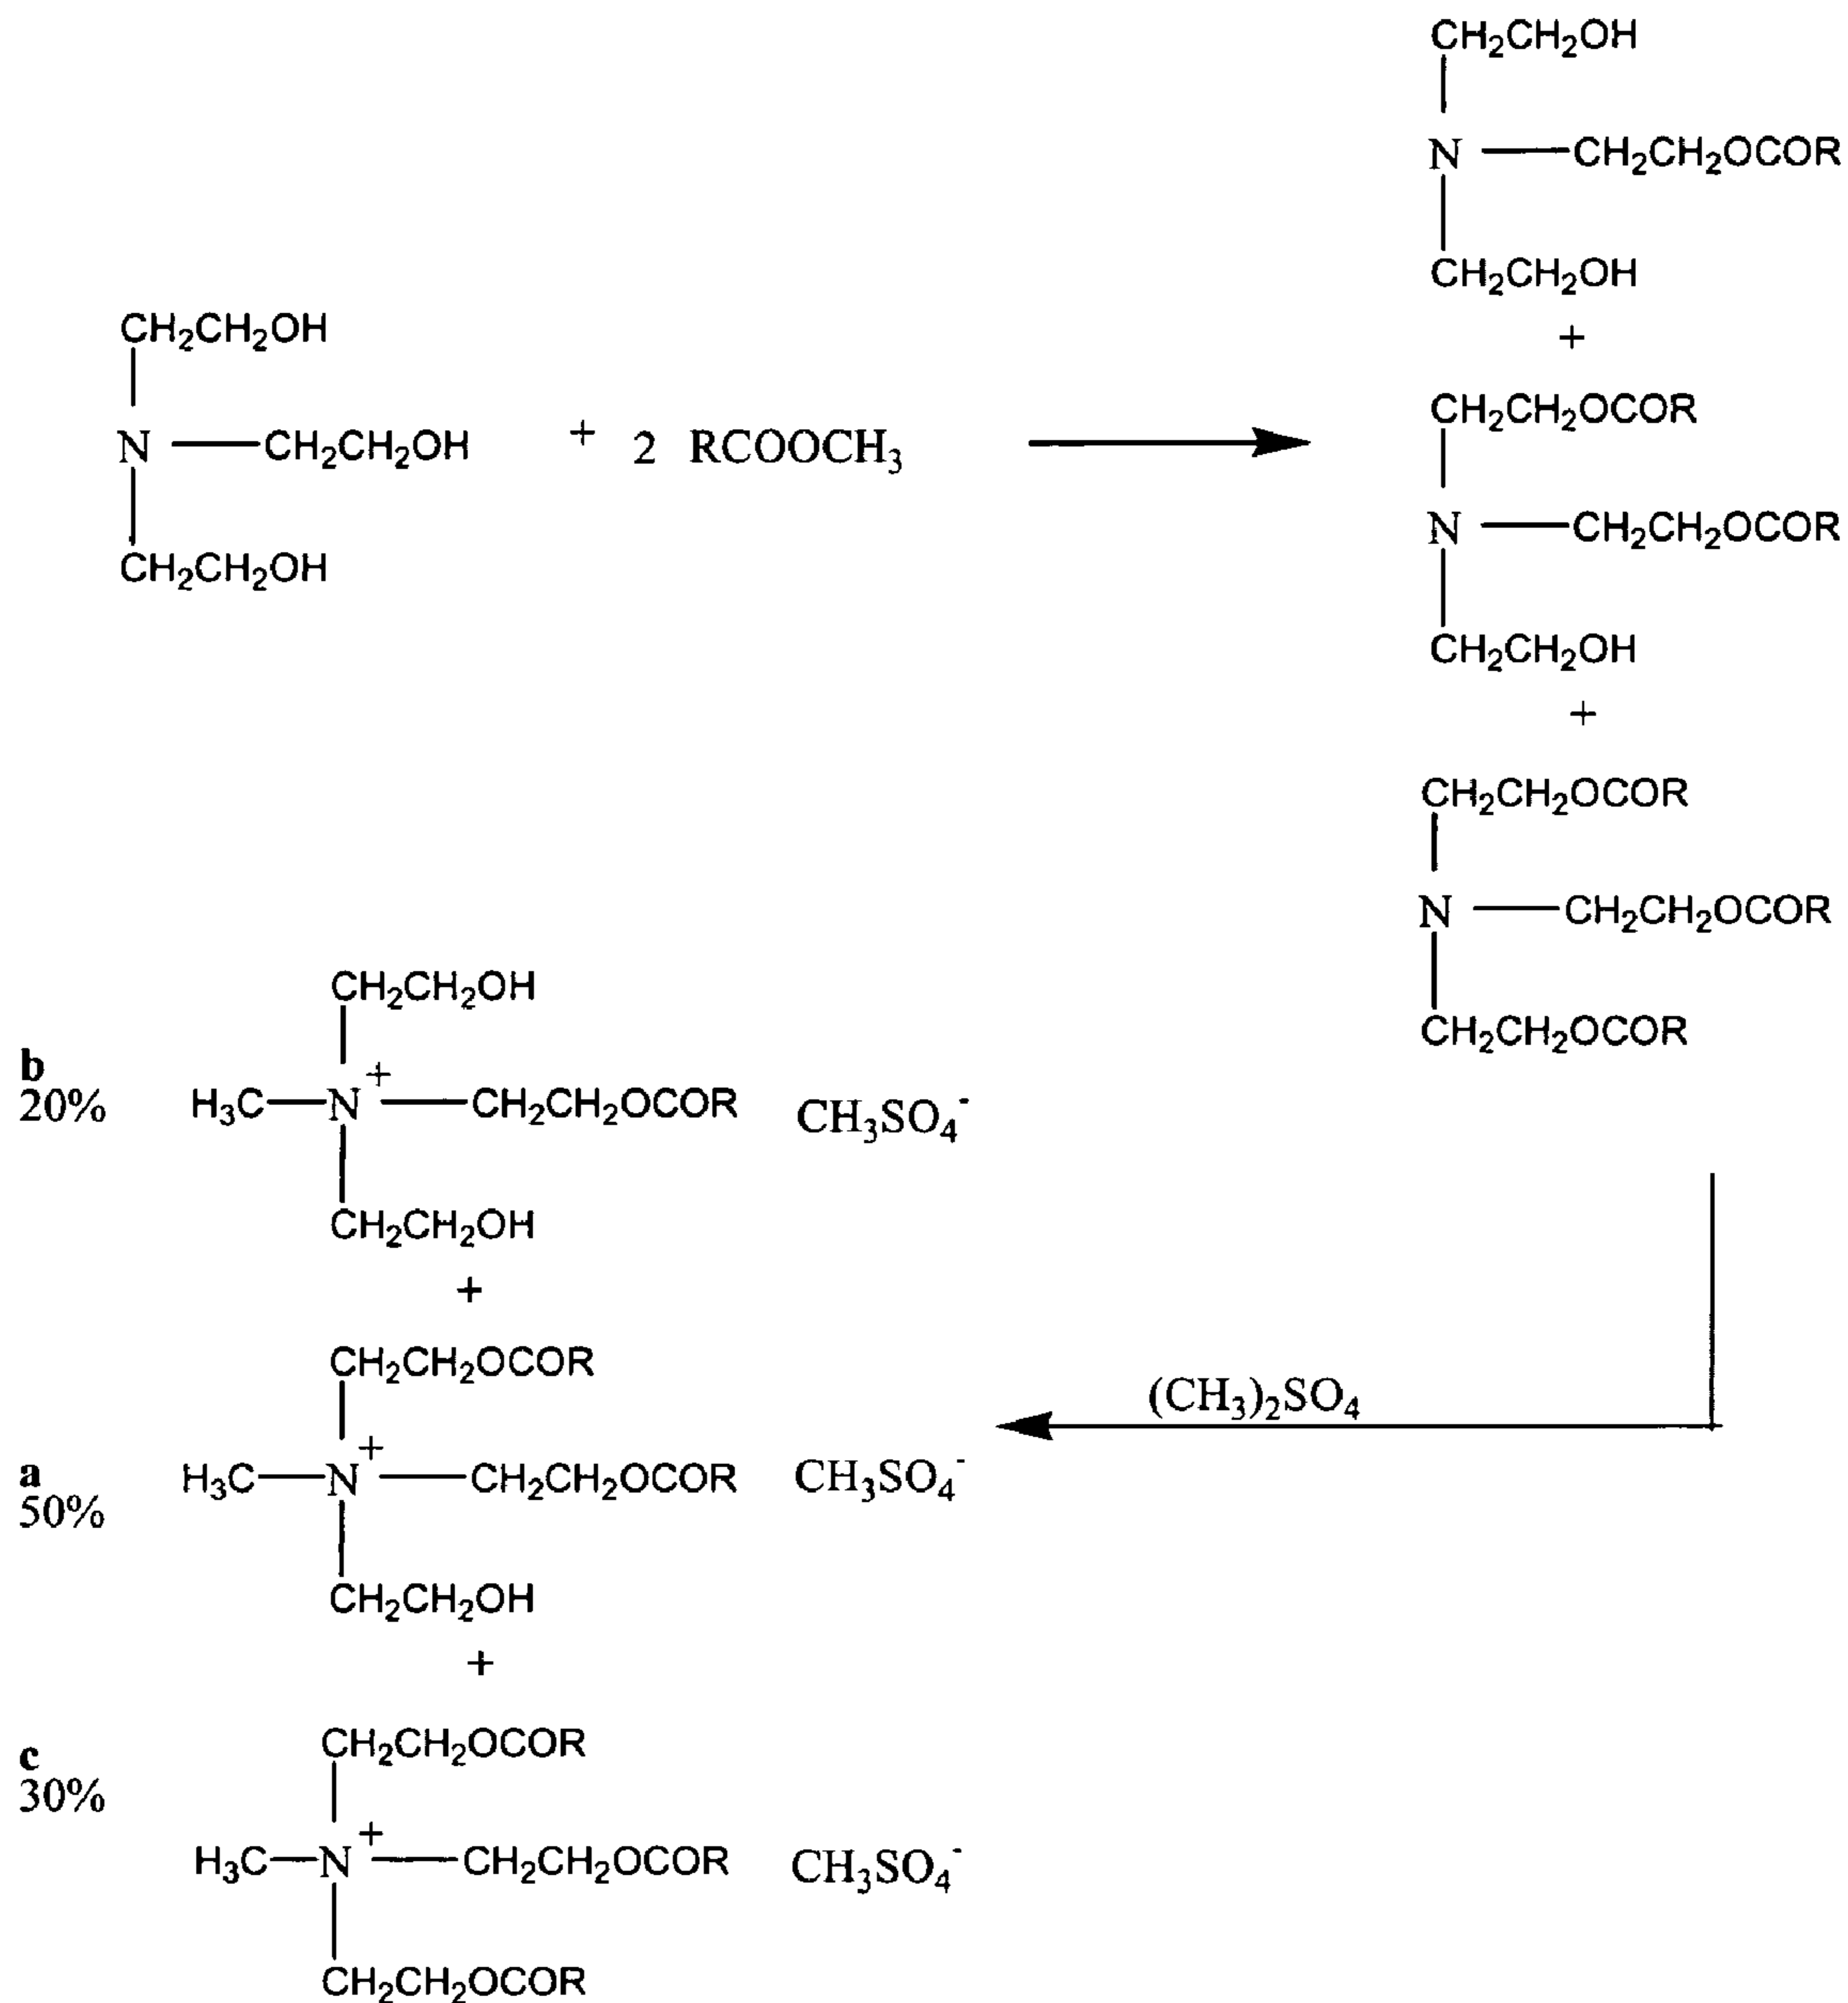 CH₂CH₂OH
N — CH₂CH₂OCOR
CH₂CH₂OH
+
CH₂CH₂OH
N — CH₂CH₂OH + 2 RCOOCH₃
CH₂CH₂OH
CH₂CH₂OCOR
N — CH₂CH₂OCOR
CH₂CH₂OH
+
CH₂CH₂OCOR
N — CH₂CH₂OCOR
CH₂CH₂OCOR
b
20%
CH₂CH₂OH
H₃C—N⁺—CH₂CH₂OCOR CH₃SO₄⁻
CH₂CH₂OH
+
(CH₃)₂SO₄
a
50%
CH₂CH₂OCOR
H₃C—N⁺—CH₂CH₂OCOR CH₃SO₄⁻
CH₂CH₂OH
+
c
30%
CH₂CH₂OCOR
H₃C—N⁺—CH₂CH₂OCOR CH₃SO₄⁻
CH₂CH₂OCOR